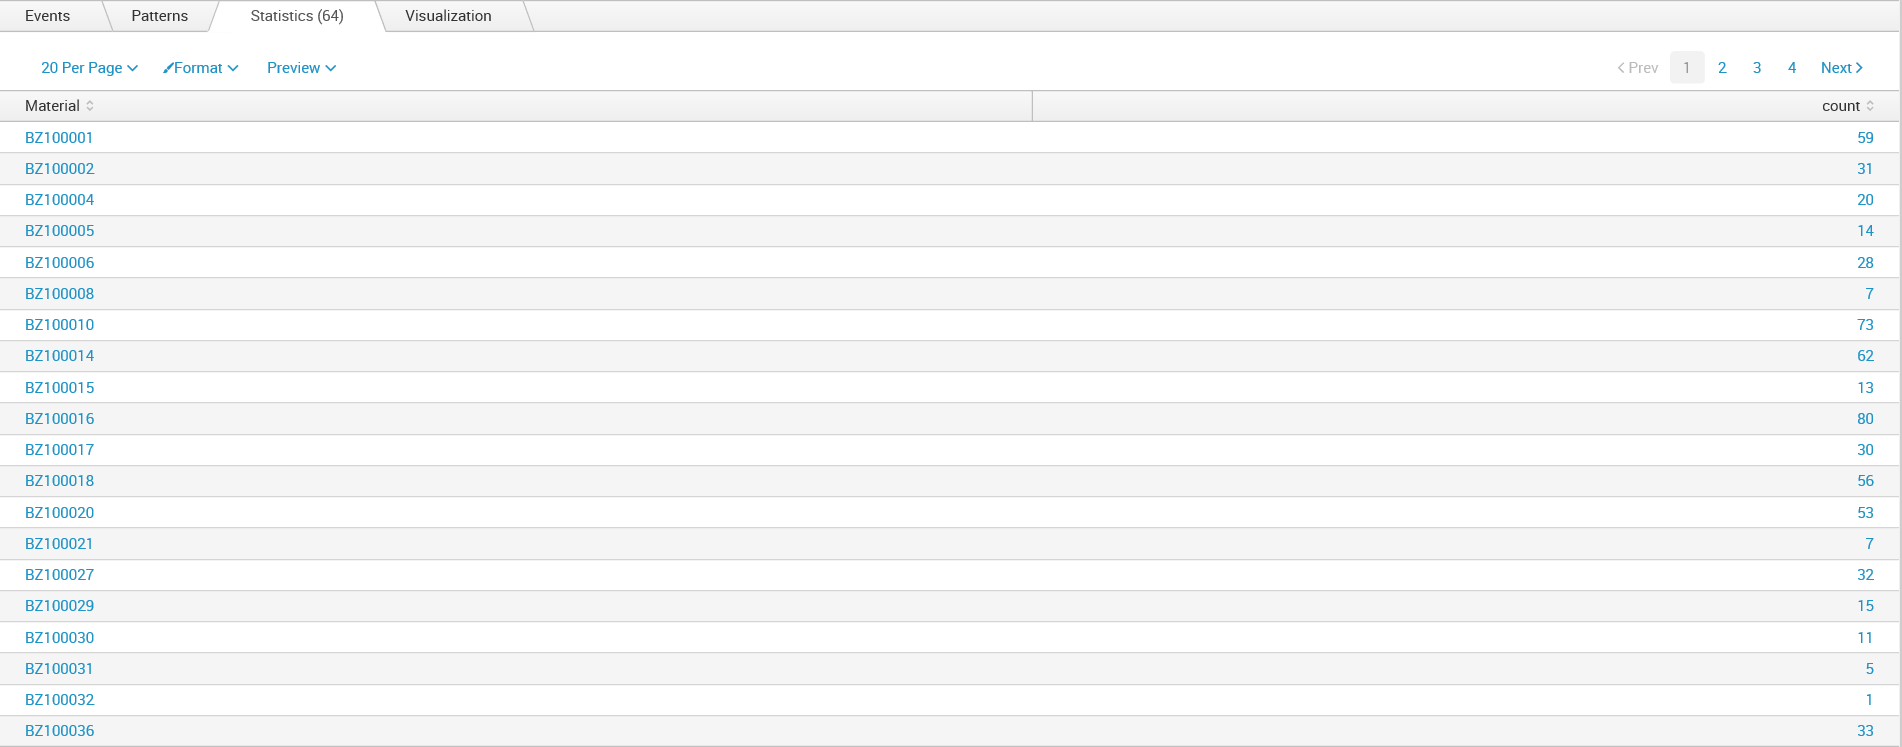 Events Patterns Statistics (64) Visualization
20 Per Page Format Preview Prev 1 2 3 4 Next
Material count
BZ100001 59
BZ100002 31
BZ100004 20
BZ100005 14
BZ100006 28
BZ100008 7
BZ100010 73
BZ100014 62
BZ100015 13
BZ100016 80
BZ100017 30
BZ100018 56
BZ100020 53
BZ100021 7
BZ100027 32
BZ100029 15
BZ100030 11
BZ100031 5
BZ100032 1
BZ100036 33